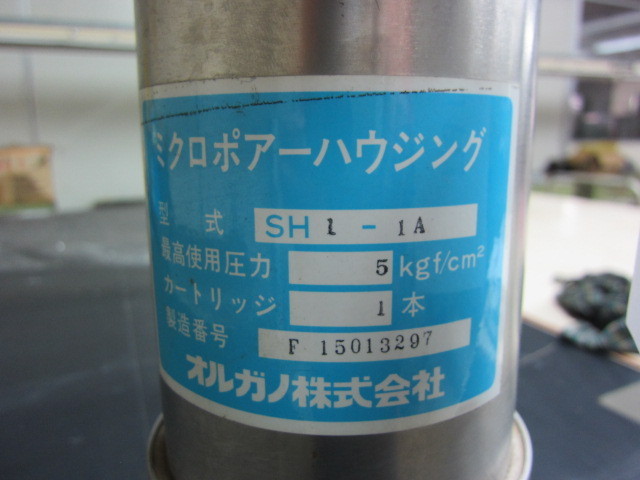 ミクロポアーハウジング
型式 SH 1 - 1A
最高使用圧力 5 kgf/cm²
カートリッジ 1 本
製造番号 F 15013297
オルガノ株式会社